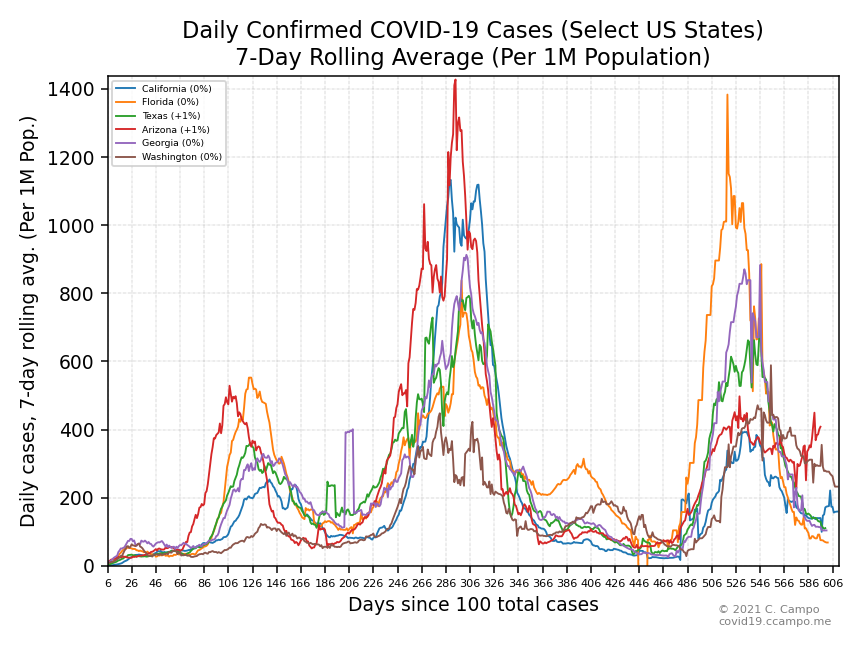 Daily Confirmed COVID-19 Cases (Select US States)
7-Day Rolling Average (Per 1M Population)
Daily cases, 7-day rolling avg. (Per 1M Pop.)
1400
1200
1000
800
600
400
200
0
California (0%)
Florida (0%)
Texas (+1%)
Arizona (+1%)
Georgia (0%)
Washington (0%)
6 26 46 66 86 106 126 146 166 186 206 226 246 266 286 306 326 346 366 386 406 426 446 466 486 506 526 546 566 586 606
Days since 100 total cases
© 2021 C. Campo
covid19.ccampo.me